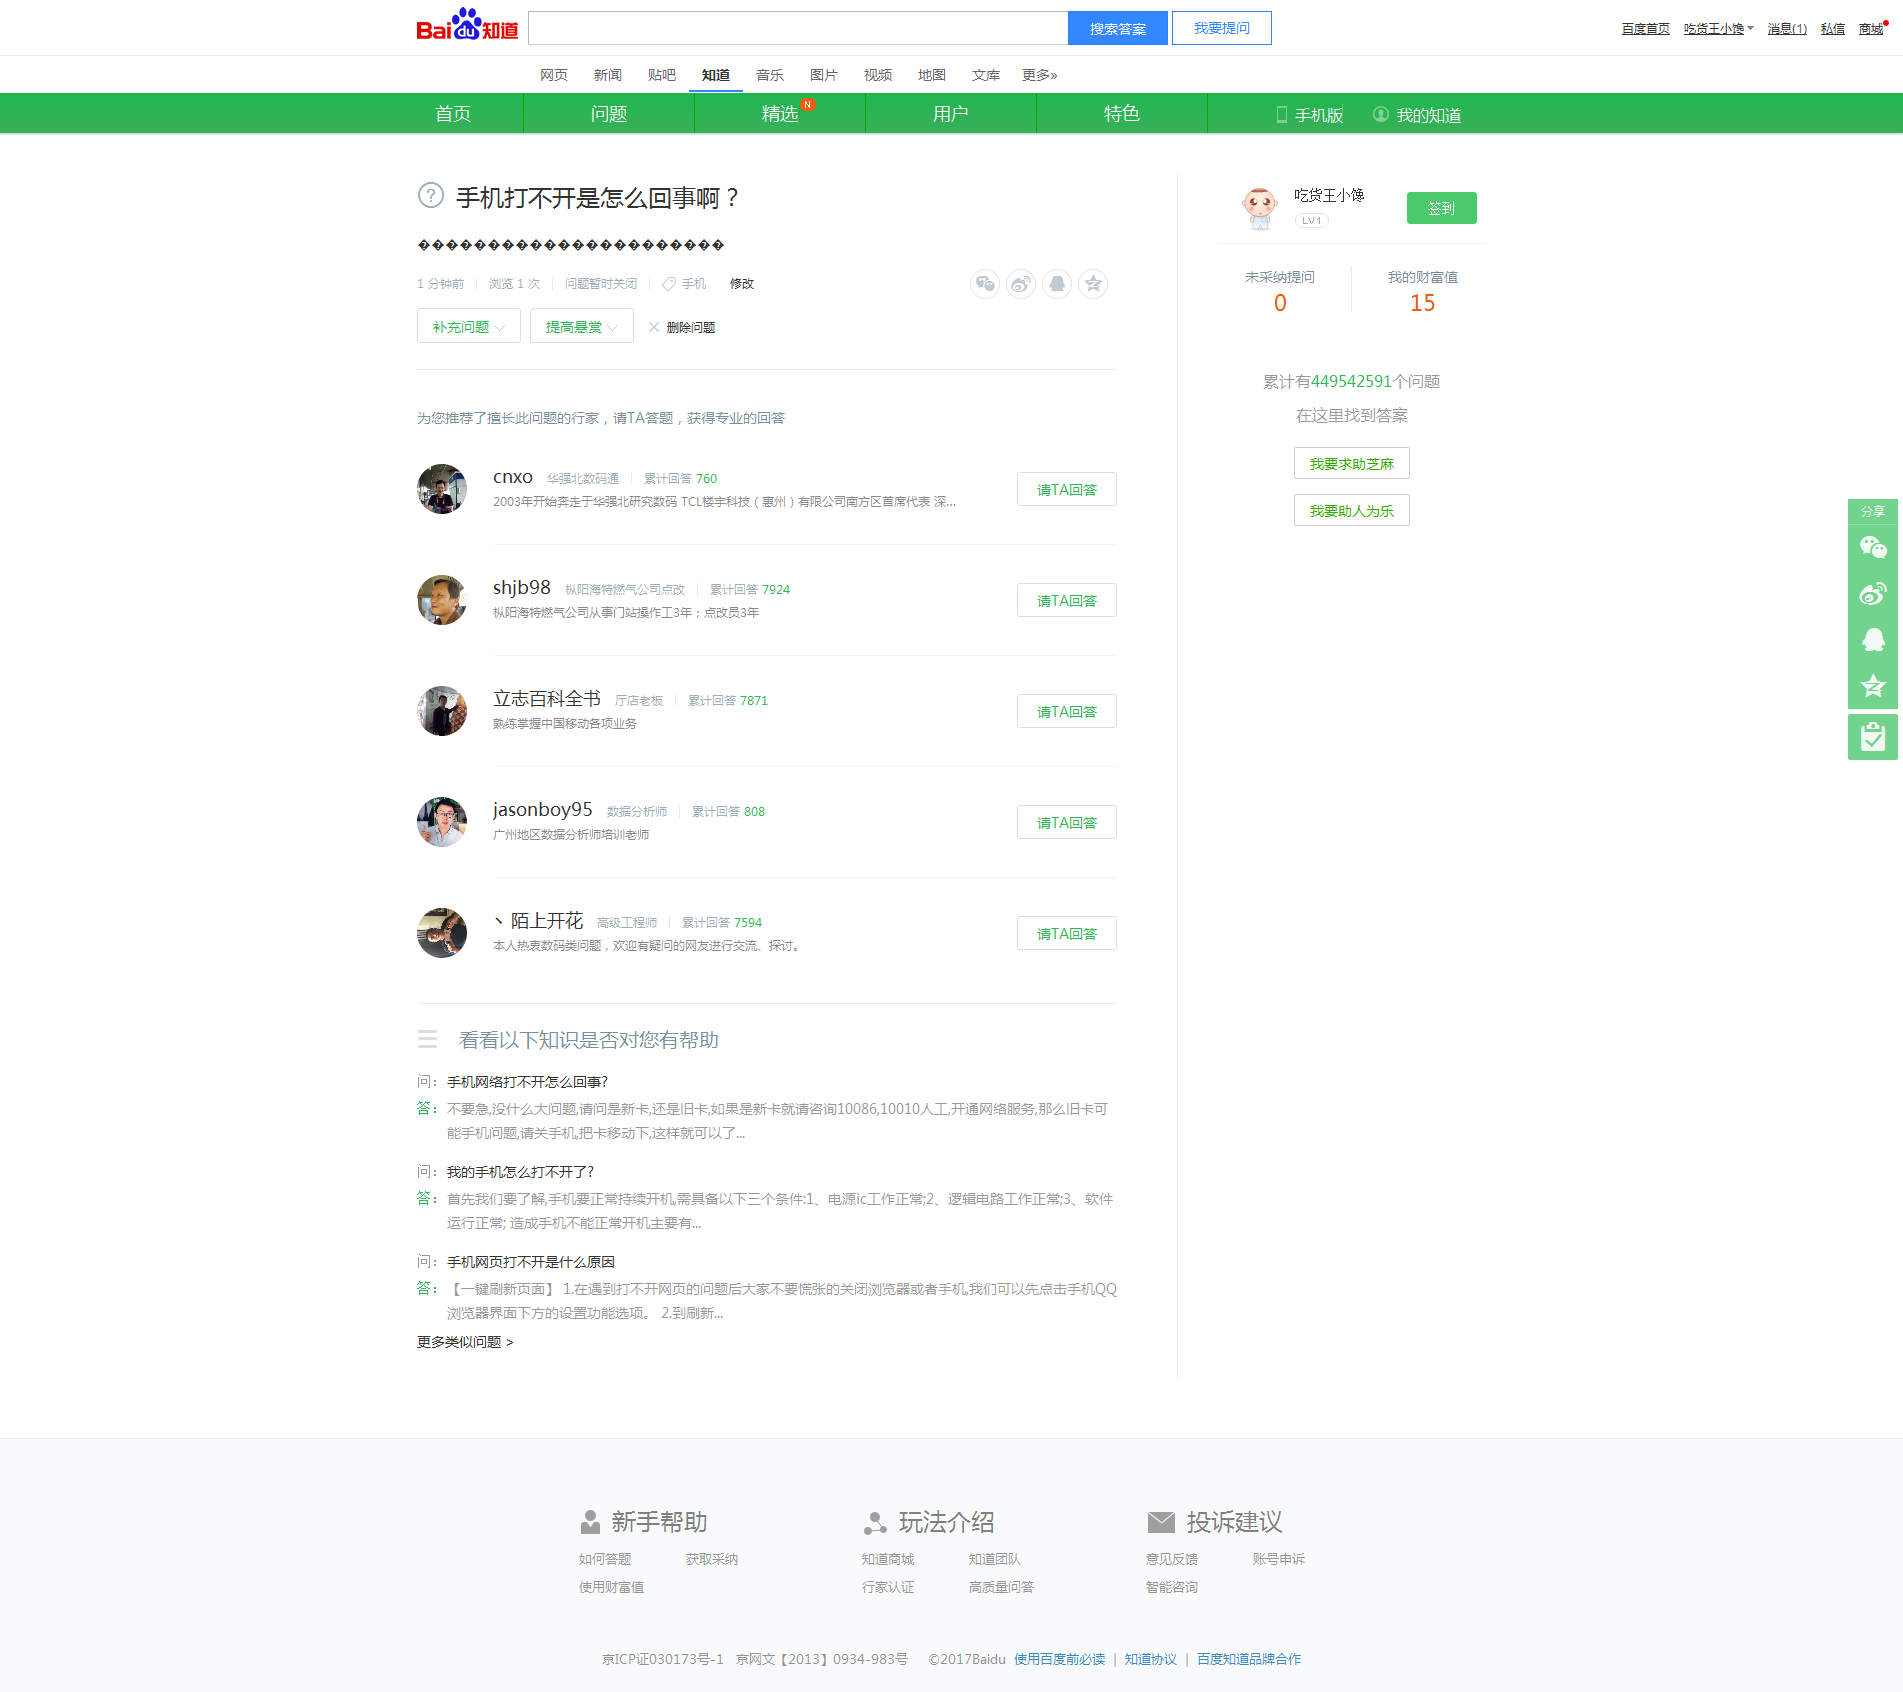 Bai du 知道
搜索答案
我要提问
百度首页 吃货王小馋 消息(1) 私信 商城
网页 新闻 贴吧 知道 音乐 图片 视频 地图 文库 更多»
首页 问题 精选 N 用户 特色 手机版 我的知道
? 手机打不开是怎么回事啊？
����������������������
1 分钟前 浏览 1 次 问题暂时关闭 手机 修改
补充问题 提高悬赏 删除问题
为您推荐了擅长此问题的行家，请TA答题，获得专业的回答
cnxo 华强北数码通 累计回答 760
2003年开始奔走于华强北研究数码 TCL楼宇科技（惠州）有限公司南方区首席代表 深...
请TA回答
shjb98 枞阳海特燃气公司点改 累计回答 7924
枞阳海特燃气公司从事门站操作工3年；点改员3年
请TA回答
立志百科全书 厅店老板 累计回答 7871
熟练掌握中国移动各项业务
请TA回答
jasonboy95 数据分析师 累计回答 808
广州地区数据分析师培训老师
请TA回答
丶陌上开花 高级工程师 累计回答 7594
本人热衷数码类问题，欢迎有疑问的网友进行交流、探讨。
请TA回答
看看以下知识是否对您有帮助
问： 手机网络打不开怎么回事?
答： 不要急,没什么大问题,请问是新卡,还是旧卡,如果是新卡就请咨询10086,10010人工,开通网络服务,那么旧卡可
能手机问题,请关手机,把卡移动下,这样就可以了...
问： 我的手机怎么打不开了?
答： 首先我们要了解,手机要正常持续开机,需具备以下三个条件:1、电源ic工作正常;2、逻辑电路工作正常;3、软件
运行正常; 造成手机不能正常开机主要有...
问： 手机网页打不开是什么原因
答： 【一键刷新页面】 1.在遇到打不开网页的问题后大家不要慌张的关闭浏览器或者手机,我们可以先点击手机QQ
浏览器界面下方的设置功能选项。 2.到刷新...
更多类似问题 >
吃货王小馋
LV1
签到
未采纳提问 我的财富值
0 15
累计有449542591个问题
在这里找到答案
我要求助芝麻
我要助人为乐
分享
新手帮助 玩法介绍 投诉建议
如何答题 获取采纳 知道商城 知道团队 意见反馈 账号申诉
使用财富值 行家认证 高质量问答 智能咨询
京ICP证030173号-1 京网文【2013】0934-983号 ©2017Baidu 使用百度前必读 | 知道协议 | 百度知道品牌合作